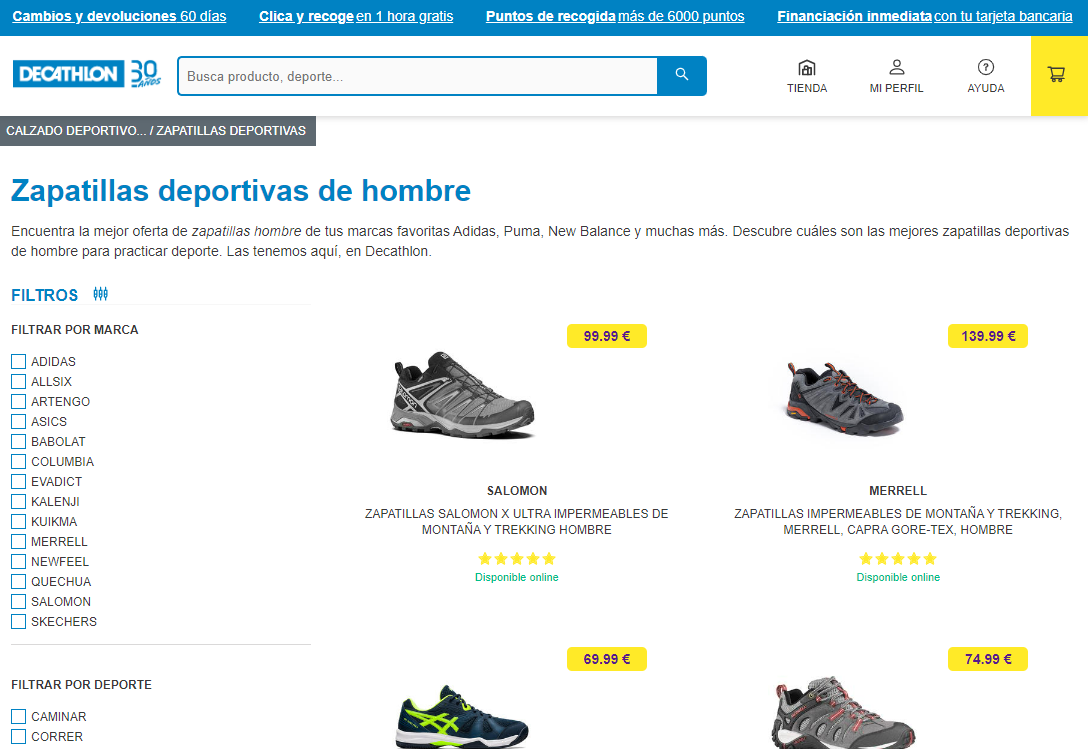 Cambios y devoluciones 60 días
Clica y recoge en 1 hora gratis
Puntos de recogida más de 6000 puntos
Financiación inmediata con tu tarjeta bancaria
DECATHLON 30 AÑOS
Busca producto, deporte...
TIENDA
MI PERFIL
AYUDA
CALZADO DEPORTIVO... / ZAPATILLAS DEPORTIVAS
Zapatillas deportivas de hombre
Encuentra la mejor oferta de zapatillas hombre de tus marcas favoritas Adidas, Puma, New Balance y muchas más. Descubre cuáles son las mejores zapatillas deportivas
de hombre para practicar deporte. Las tenemos aquí, en Decathlon.
FILTROS
FILTRAR POR MARCA
ADIDAS
ALLSIX
ARTENGO
ASICS
BABOLAT
COLUMBIA
EVADICT
KALENJI
KUIKMA
MERRELL
NEWFEEL
QUECHUA
SALOMON
SKECHERS
FILTRAR POR DEPORTE
CAMINAR
CORRER
99.99 €
SALOMON
ZAPATILLAS SALOMON X ULTRA IMPERMEABLES DE
MONTAÑA Y TREKKING HOMBRE
Disponible online
139.99 €
MERRELL
ZAPATILLAS IMPERMEABLES DE MONTAÑA Y TREKKING,
MERRELL, CAPRA GORE-TEX, HOMBRE
Disponible online
69.99 €
74.99 €